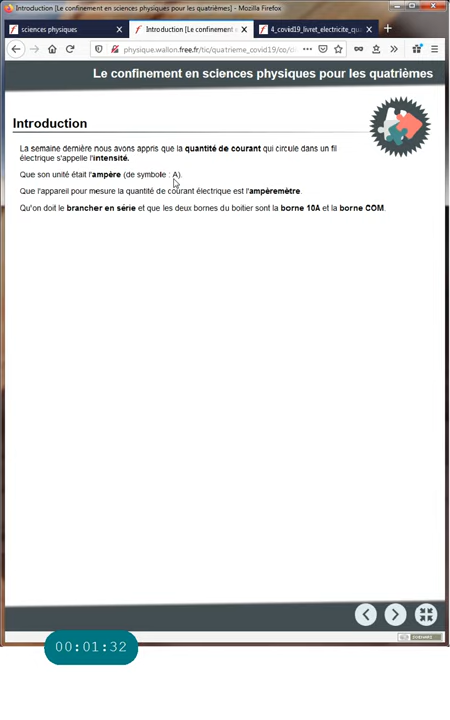 Introduction [Le confinement en sciences physiques pour les quatrièmes] - Mozilla Firefox
sciences physiques
Introduction [Le confinement e
4_covid19_livret_electricite_qua
physique.wallon.free.fr/tic/quatrieme_covid19/co/
Le confinement en sciences physiques pour les quatrièmes
Introduction
La semaine dernière nous avons appris que la quantité de courant qui circule dans un fil
électrique s'appelle l'intensité.
Que son unité était l'ampère (de symbole : A).
Que l'appareil pour mesure la quantité de courant électrique est l'ampèremètre.
Qu'on doit le brancher en série et que les deux bornes du boitier sont la borne 10A et la borne COM.
00:01:32